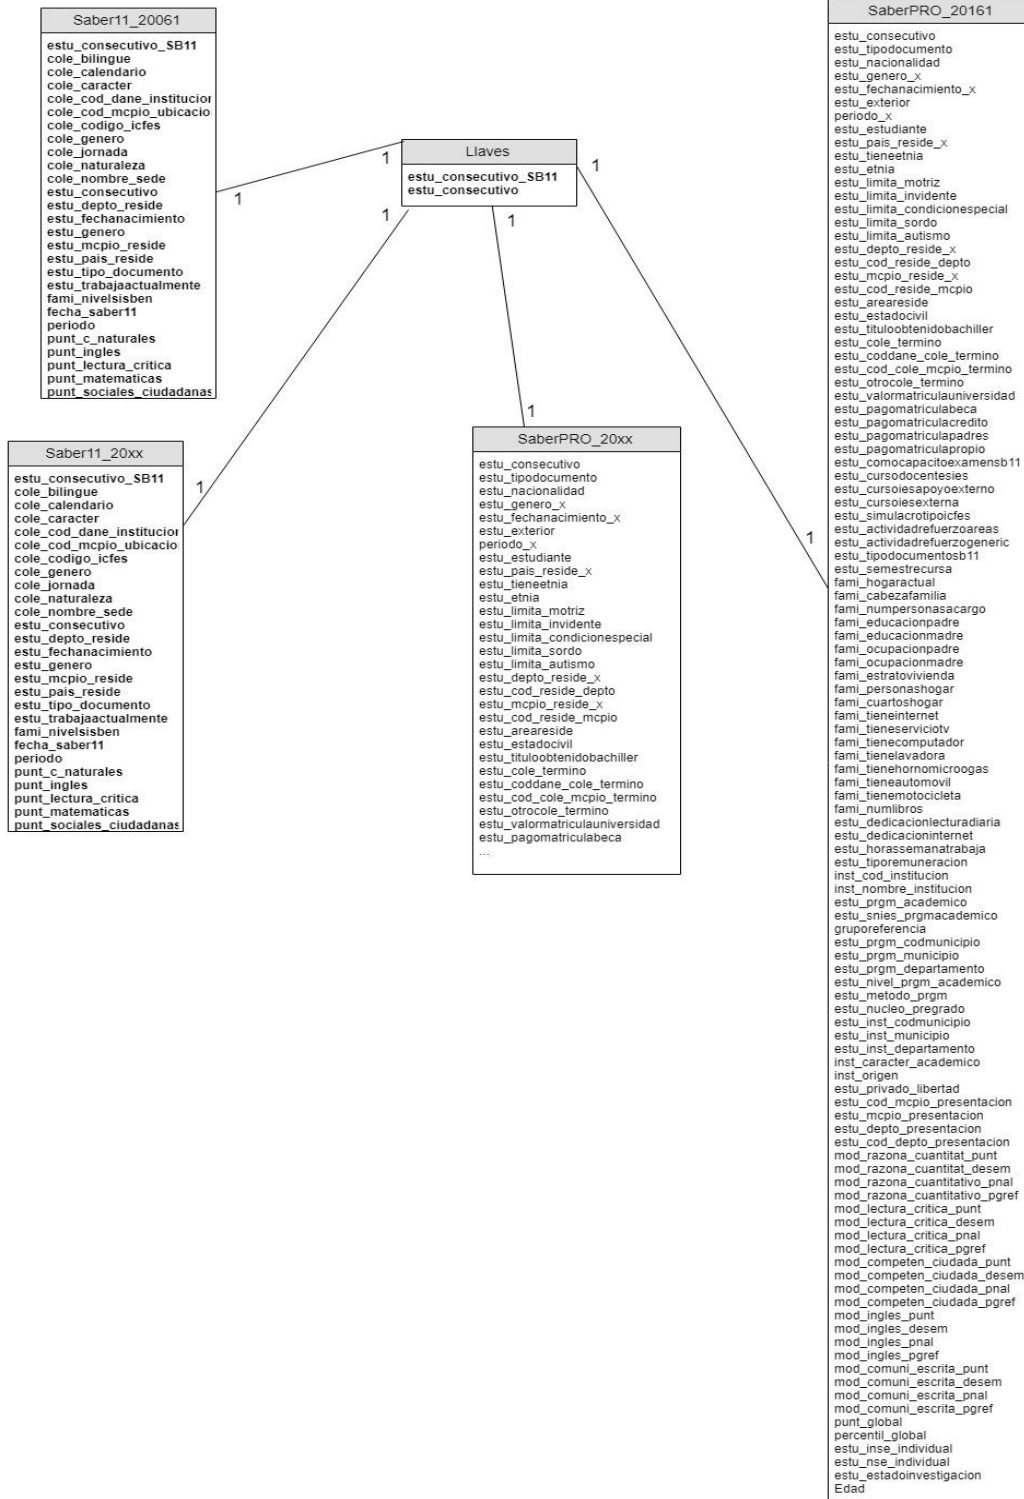 Saber11_20061
estu_consecutivo_SB11
cole_bilingue
cole_calendario
cole_caracter
cole_cod_dane_institucior
cole_cod_mcpio_ubicacio
cole_codigo_icfes
cole_genero
cole_jornada
cole_naturaleza
cole_nombre_sede
estu_consecutivo
estu_depto_reside
estu_fechanacimiento
estu_genero
estu_mcpio_reside
estu_pais_reside
estu_tipo_documento
estu_trabajaactualmente
fami_nivelsisben
fecha_saber11
periodo
punt_c_naturales
punt_ingles
punt_lectura_critica
punt_matematicas
punt_sociales_ciudadanas
1
1
Llaves
estu_consecutivo_SB11
estu_consecutivo
1
1
1
1
1
1
Saber11_20xx
estu_consecutivo_SB11
cole_bilingue
cole_calendario
cole_caracter
cole_cod_dane_institucior
cole_cod_mcpio_ubicacio
cole_codigo_icfes
cole_genero
cole_jornada
cole_naturaleza
cole_nombre_sede
estu_consecutivo
estu_depto_reside
estu_fechanacimiento
estu_genero
estu_mcpio_reside
estu_pais_reside
estu_tipo_documento
estu_trabajaactualmente
fami_nivelsisben
fecha_saber11
periodo
punt_c_naturales
punt_ingles
punt_lectura_critica
punt_matematicas
punt_sociales_ciudadanas
SaberPRO_20xx
estu_consecutivo
estu_tipodocumento
estu_nacionalidad
estu_genero_x
estu_fechanacimiento_x
estu_exterior
periodo_x
estu_estudiante
estu_pais_reside_x
estu_tieneetnia
estu_etnia
estu_limita_motriz
estu_limita_invidente
estu_limita_condicionespecial
estu_limita_sordo
estu_limita_autismo
estu_depto_reside_x
estu_cod_reside_depto
estu_mcpio_reside_x
estu_cod_reside_mcpio
estu_areareside
estu_estadocivil
estu_tituloobtenidobachiller
estu_cole_termino
estu_coddane_cole_termino
estu_cod_cole_mcpio_termino
estu_otrocole_termino
estu_valormatriculauniversidad
estu_pagomatriculabeca
...
SaberPRO_20161
estu_consecutivo
estu_tipodocumento
estu_nacionalidad
estu_genero_x
estu_fechanacimiento_x
estu_exterior
periodo_x
estu_estudiante
estu_pais_reside_x
estu_tieneetnia
estu_etnia
estu_limita_motriz
estu_limita_invidente
estu_limita_condicionespecial
estu_limita_sordo
estu_limita_autismo
estu_depto_reside_x
estu_cod_reside_depto
estu_mcpio_reside_x
estu_cod_reside_mcpio
estu_areareside
estu_estadocivil
estu_tituloobtenidobachiller
estu_cole_termino
estu_coddane_cole_termino
estu_cod_cole_mcpio_termino
estu_otrocole_termino
estu_valormatriculauniversidad
estu_pagomatriculabeca
estu_pagomatriculacredito
estu_pagomatriculapadres
estu_pagomatriculapropio
estu_comocapacitoexamensb11
estu_cursodocentesies
estu_cursoiesapoyoexterno
estu_cursoiesexterna
estu_simulacrotipoicfes
estu_actividadrefuerzoareas
estu_actividadrefuerzogeneric
estu_tipodocumentosb11
estu_semestrecursa
fami_hogaractual
fami_cabezafamilia
fami_numpersonasacargo
fami_educacionpadre
fami_educacionmadre
fami_ocupacionpadre
fami_ocupacionmadre
fami_estratovivienda
fami_personashogar
fami_cuartoshogar
fami_tieneinternet
fami_tieneserviciotv
fami_tienecomputador
fami_tienelavadora
fami_tienehornomicroogas
fami_tieneautomovil
fami_tienemotocicleta
fami_numlibros
estu_dedicacionlecturadiaria
estu_dedicacioninternet
estu_horassemanatrabaja
estu_tiporemuneracion
inst_cod_institucion
inst_nombre_institucion
estu_prgm_academico
estu_snies_prgmacademico
gruporeferencia
estu_prgm_codmunicipio
estu_prgm_municipio
estu_prgm_departamento
estu_nivel_prgm_academico
estu_metodo_prgm
estu_nucleo_pregrado
estu_inst_codmunicipio
estu_inst_municipio
estu_inst_departamento
inst_caracter_academico
inst_origen
estu_privado_libertad
estu_cod_mcpio_presentacion
estu_mcpio_presentacion
estu_depto_presentacion
estu_cod_depto_presentacion
mod_razona_cuantitat_punt
mod_razona_cuantitat_desem
mod_razona_cuantitativo_pnal
mod_razona_cuantitativo_pgref
mod_lectura_critica_punt
mod_lectura_critica_desem
mod_lectura_critica_pnal
mod_lectura_critica_pgref
mod_competen_ciudada_punt
mod_competen_ciudada_desem
mod_competen_ciudada_pnal
mod_competen_ciudada_pgref
mod_ingles_punt
mod_ingles_desem
mod_ingles_pnal
mod_ingles_pgref
mod_comuni_escrita_punt
mod_comuni_escrita_desem
mod_comuni_escrita_pnal
mod_comuni_escrita_pgref
punt_global
percentil_global
estu_inse_individual
estu_nse_individual
estu_estadoinvestigacion
Edad